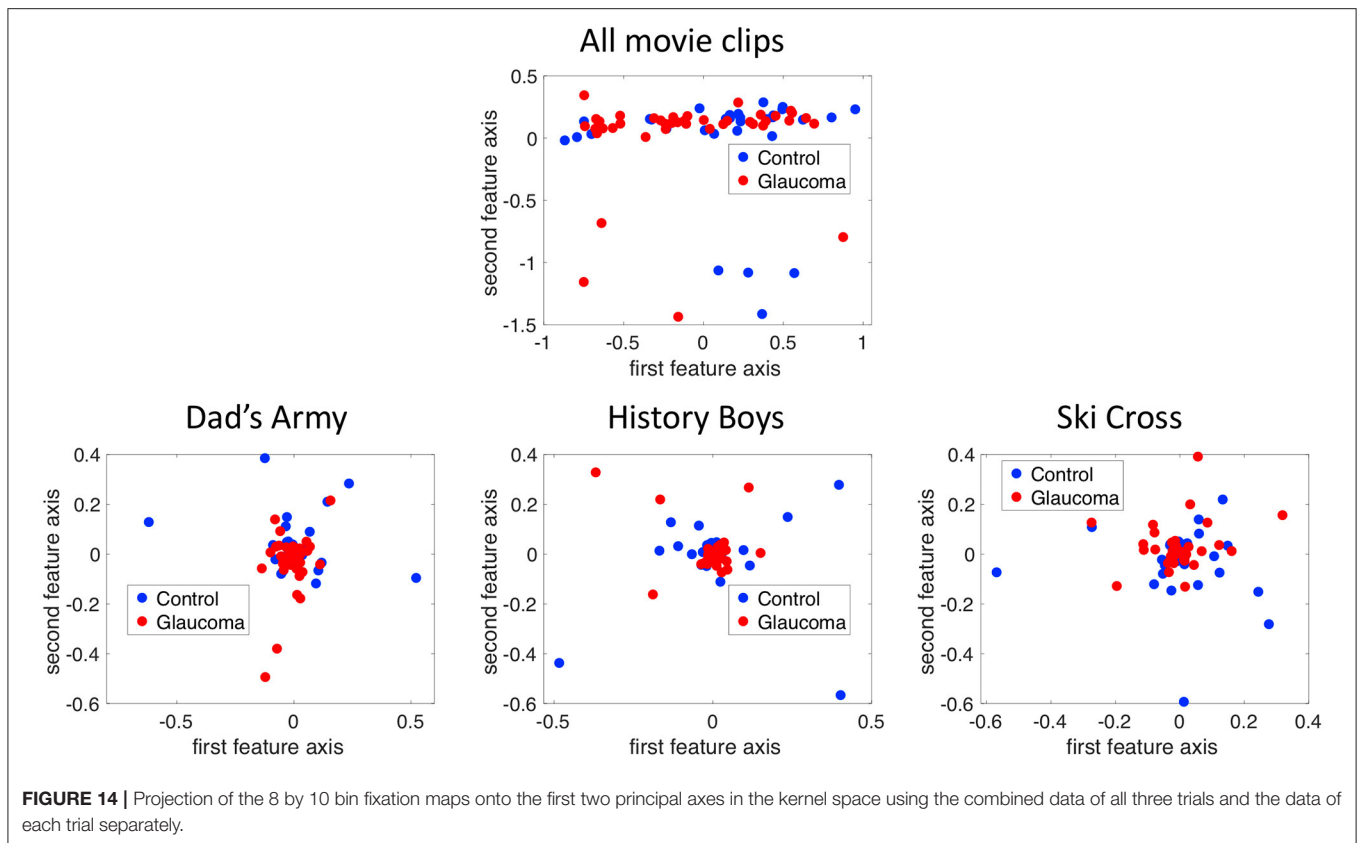 All movie clips
0.5
0
-0.5
-1
-1.5
-1
-0.5
0
0.5
1
second feature axis
first feature axis
Control
Glaucoma
Dad's Army
0.4
0.2
0
-0.2
-0.4
-0.6
-0.5
0
0.5
second feature axis
first feature axis
Control
Glaucoma
History Boys
0.4
0.2
0
-0.2
-0.4
-0.6
-0.5
0
0.5
second feature axis
first feature axis
Control
Glaucoma
Ski Cross
0.4
0.2
0
-0.2
-0.4
-0.6
-0.6
-0.4
-0.2
0
0.2
0.4
second feature axis
first feature axis
Control
Glaucoma
FIGURE 14 | Projection of the 8 by 10 bin fixation maps onto the first two principal axes in the kernel space using the combined data of all three trials and the data of
each trial separately.